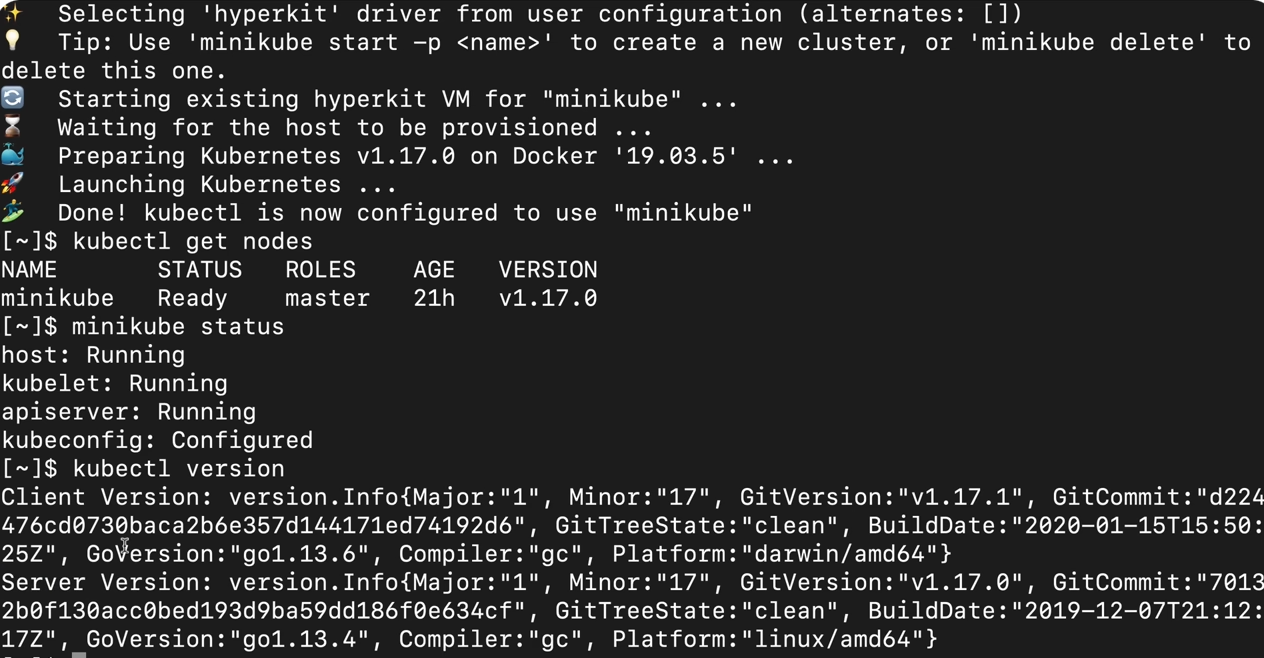 ✨ Selecting 'hyperkit' driver from user configuration (alternates: [])
💡 Tip: Use 'minikube start -p <name>' to create a new cluster, or 'minikube delete' to
delete this one.
🔄 Starting existing hyperkit VM for "minikube" ...
⌛ Waiting for the host to be provisioned ...
🐳 Preparing Kubernetes v1.17.0 on Docker '19.03.5' ...
🚀 Launching Kubernetes ...
🏄 Done! kubectl is now configured to use "minikube"
[~]$ kubectl get nodes
NAME STATUS ROLES AGE VERSION
minikube Ready master 21h v1.17.0
[~]$ minikube status
host: Running
kubelet: Running
apiserver: Running
kubeconfig: Configured
[~]$ kubectl version
Client Version: version.Info{Major:"1", Minor:"17", GitVersion:"v1.17.1", GitCommit:"d224
476cd0730baca2b6e357d144171ed74192d6", GitTreeState:"clean", BuildDate:"2020-01-15T15:50:
25Z", GoVersion:"go1.13.6", Compiler:"gc", Platform:"darwin/amd64"}
Server Version: version.Info{Major:"1", Minor:"17", GitVersion:"v1.17.0", GitCommit:"7013
2b0f130acc0bed193d9ba59dd186f0e634cf", GitTreeState:"clean", BuildDate:"2019-12-07T21:12:
17Z", GoVersion:"go1.13.4", Compiler:"gc", Platform:"linux/amd64"}